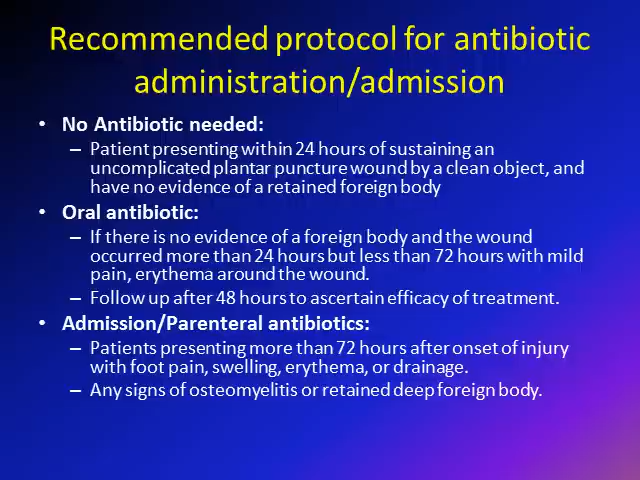 Recommended protocol for antibiotic
administration/admission
• No Antibiotic needed:
– Patient presenting within 24 hours of sustaining an
uncomplicated plantar puncture wound by a clean object, and
have no evidence of a retained foreign body
• Oral antibiotic:
– If there is no evidence of a foreign body and the wound
occurred more than 24 hours but less than 72 hours with mild
pain, erythema around the wound.
– Follow up after 48 hours to ascertain efficacy of treatment.
• Admission/Parenteral antibiotics:
– Patients presenting more than 72 hours after onset of injury
with foot pain, swelling, erythema, or drainage.
– Any signs of osteomyelitis or retained deep foreign body.